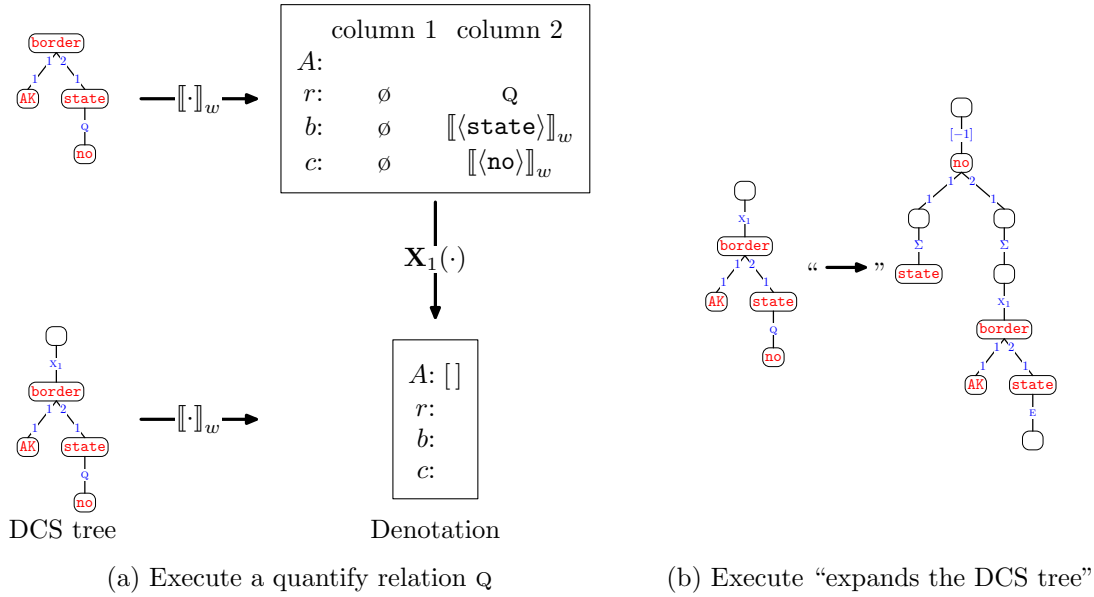 column 1 column 2
A:
r: ∅ Q
b: ∅ ⟦⟨state⟩⟧w
c: ∅ ⟦⟨no⟩⟧w
border
1 2
1 1
AK state
Q
no
⟦·⟧w
X1(·)
X1
border
1 2
1 1
AK state
Q
no
⟦·⟧w
A: [ ]
r:
b:
c:
DCS tree Denotation
(a) Execute a quantify relation Q
X1
border
1 2
1 1
AK state
Q
no
“ ”
[−1]
no
1 2
1 1
Σ Σ
state
X1
border
1 2
1 1
AK state
E
(b) Execute “expands the DCS tree”